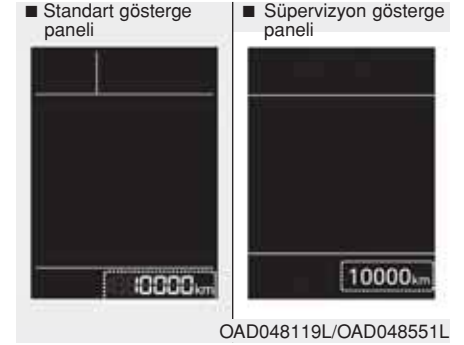 ■ Standart gösterge
paneli
■ Süpervizyon gösterge
paneli
10000km
10000km
OAD048119L/OAD048551L